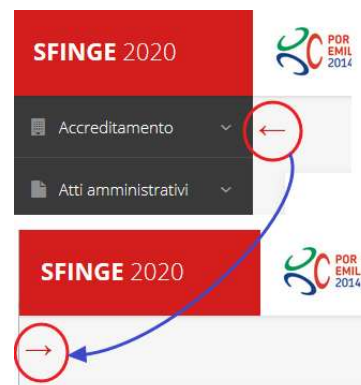 SFINGE 2020
POR
EMIL
2014
Accreditamento
←
Atti amministrativi
SFINGE 2020
POR
EMIL
2014
→